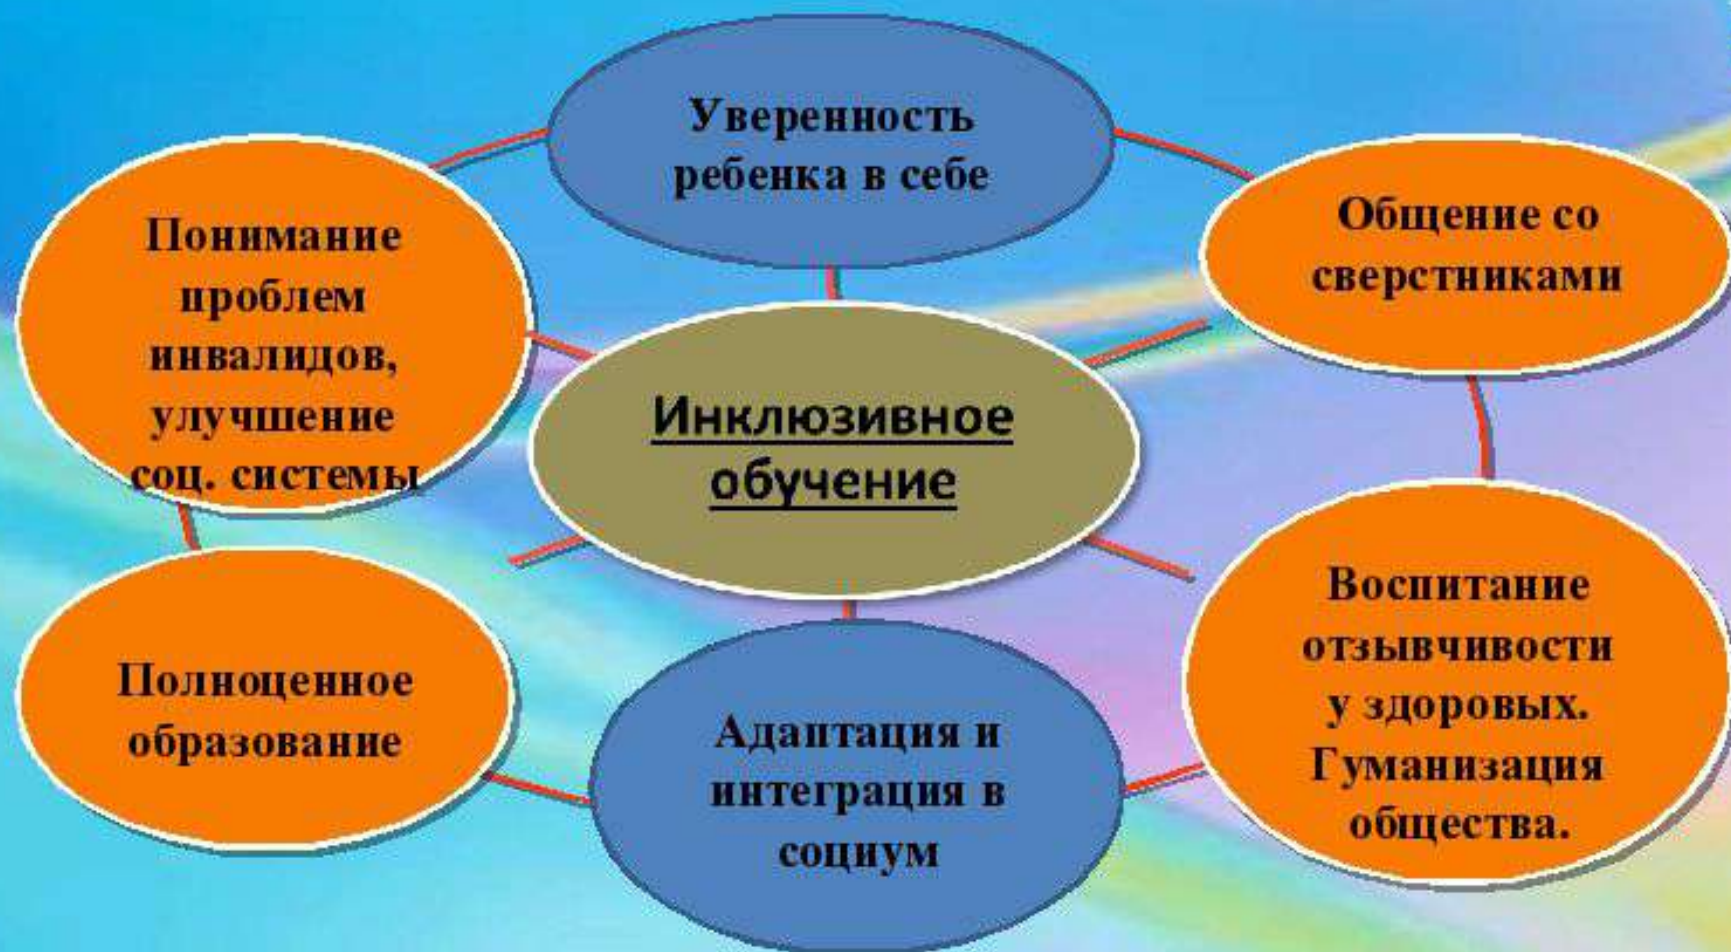 Уверенность
ребенка в себе
Общение со
сверстниками
Понимание
проблем
инвалидов,
улучшение
соц. системы
Инклюзивное
обучение
Воспитание
отзывчивости
у здоровых.
Гуманизация
общества.
Полноценное
образование
Адаптация и
интеграция в
социум